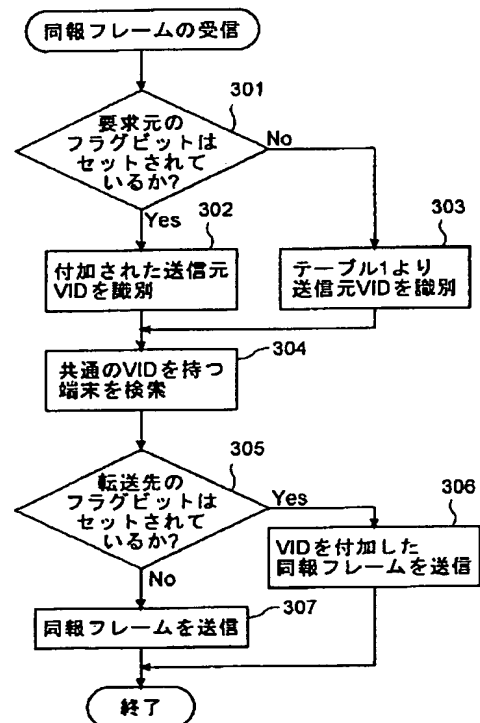 同報フレームの受信
301
要求元の
フラグビットは
セットされて
いるか?
No
Yes
302
303
付加された送信元
VIDを識別
テーブル1より
送信元VIDを識別
304
共通のVIDを持つ
端末を検索
305
転送先の
フラグビットは
セットされて
いるか?
Yes
306
No
VIDを付加した
同報フレームを送信
307
同報フレームを送信
終了